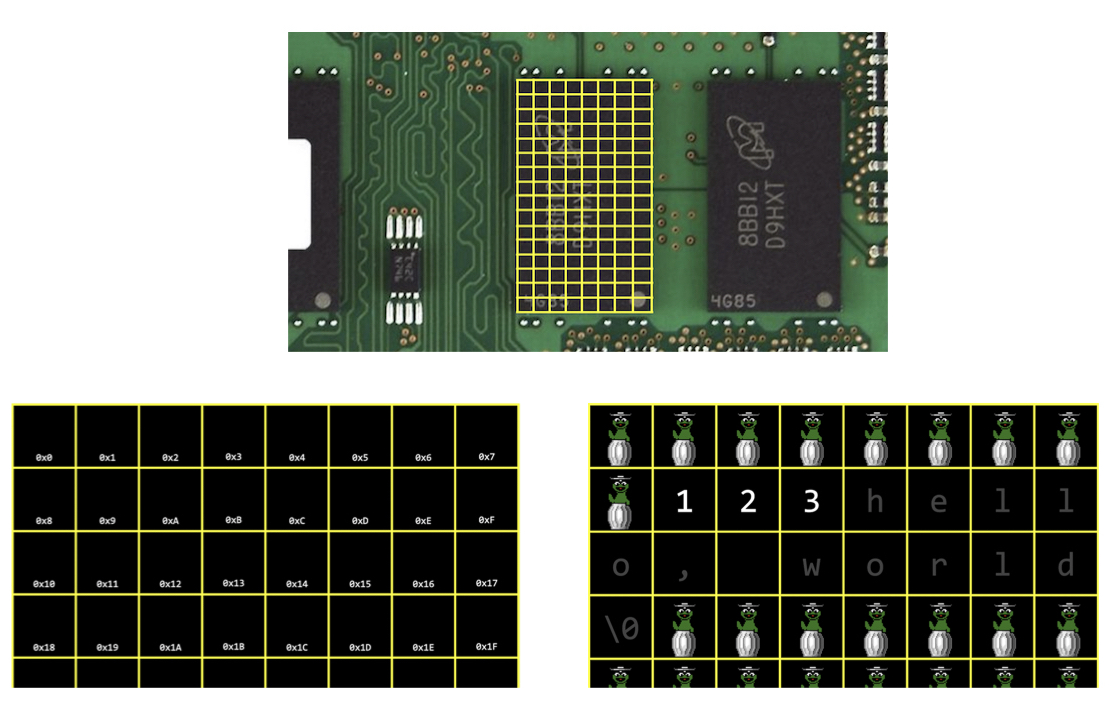 8BBI2
D9HXT
4G85
0x0 0x1 0x2 0x3 0x4 0x5 0x6 0x7
0x8 0x9 0xA 0xB 0xC 0xD 0xE 0xF
0x10 0x11 0x12 0x13 0x14 0x15 0x16 0x17
0x18 0x19 0x1A 0x1B 0x1C 0x1D 0x1E 0x1F
1 2 3 h e l l
o , w o r l d
\0